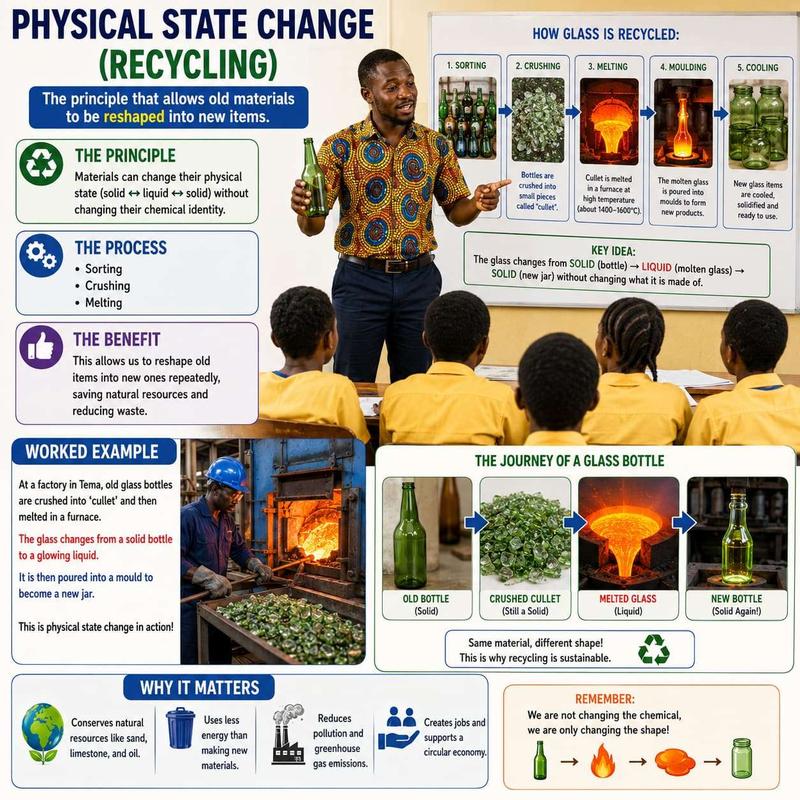 PHYSICAL STATE CHANGE
(RECYCLING)
The principle that allows old materials
to be reshaped into new items.
THE PRINCIPLE
Materials can change their physical
state (solid ↔ liquid ↔ solid) without
changing their chemical identity.
THE PROCESS
• Sorting
• Crushing
• Melting
THE BENEFIT
This allows us to reshape old
items into new ones repeatedly,
saving natural resources and
reducing waste.
HOW GLASS IS RECYCLED:
1. SORTING
2. CRUSHING
Bottles are
crushed into
small pieces
called "cullet".
3. MELTING
Cullet is melted
in a furnace at
high temperature
(about 1400–1600°C).
4. MOULDING
The molten glass
is poured into
moulds to form
new products.
5. COOLING
New glass items
are cooled,
solidified and
ready to use.
KEY IDEA:
The glass changes from SOLID (bottle) → LIQUID (molten glass) →
SOLID (new jar) without changing what it is made of.
WORKED EXAMPLE
At a factory in Tema, old glass bottles
are crushed into 'cullet' and then
melted in a furnace.
The glass changes from a solid bottle
to a glowing liquid.
It is then poured into a mould to
become a new jar.
This is physical state change in action!
THE JOURNEY OF A GLASS BOTTLE
OLD BOTTLE
(Solid)
CRUSHED CULLET
(Still a Solid)
MELTED GLASS
(Liquid)
NEW BOTTLE
(Solid Again!)
Same material, different shape!
This is why recycling is sustainable.
WHY IT MATTERS
Conserves natural
resources like sand,
limestone, and oil.
Uses less
energy than
making new
materials.
Reduces
pollution and
greenhouse
gas emissions.
Creates jobs and
supports a
circular economy.
REMEMBER:
We are not changing the chemical,
we are only changing the shape!